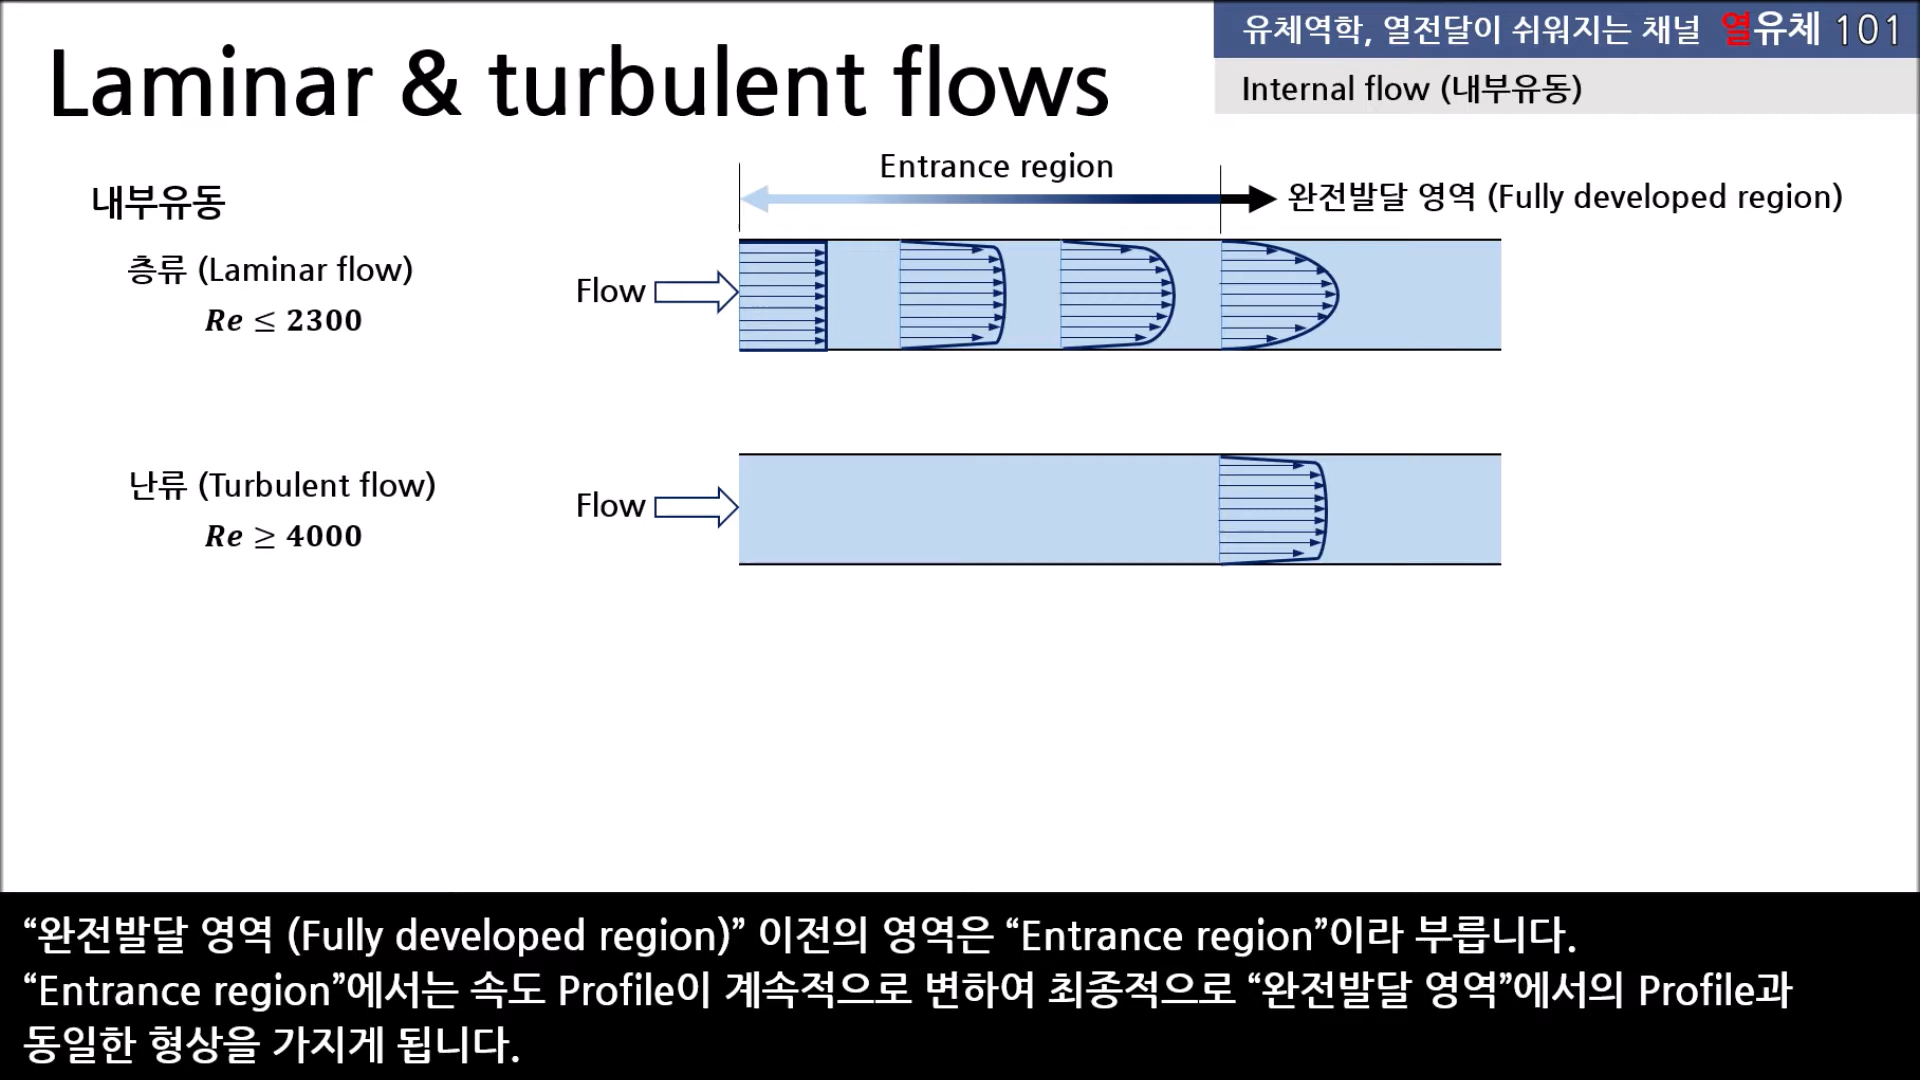 유체역학, 열전달이 쉬워지는 채널 열유체 101
Laminar & turbulent flows
Internal flow (내부유동)
Entrance region
내부유동
완전발달 영역 (Fully developed region)
층류 (Laminar flow)
Flow
Re ≤ 2300
난류 (Turbulent flow)
Flow
Re ≥ 4000
“완전발달 영역 (Fully developed region)” 이전의 영역은 “Entrance region”이라 부릅니다.
“Entrance region”에서는 속도 Profile이 계속적으로 변하여 최종적으로 “완전발달 영역”에서의 Profile과
동일한 형상을 가지게 됩니다.